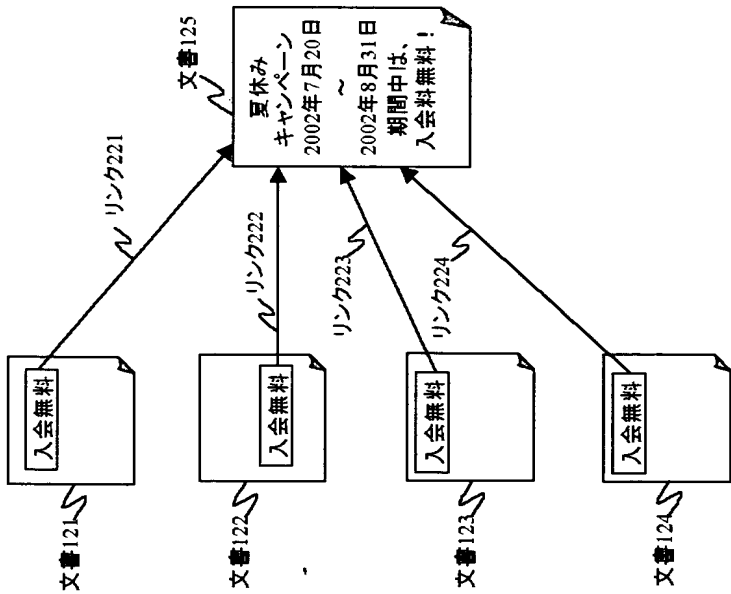 文書121
入会無料
文書122
入会無料
文書123
入会無料
文書124
入会無料
リンク221
リンク222
リンク223
リンク224
文書125
夏休み
キャンペーン
2002年7月20日
~
2002年8月31日
期間中は、
入会料無料!